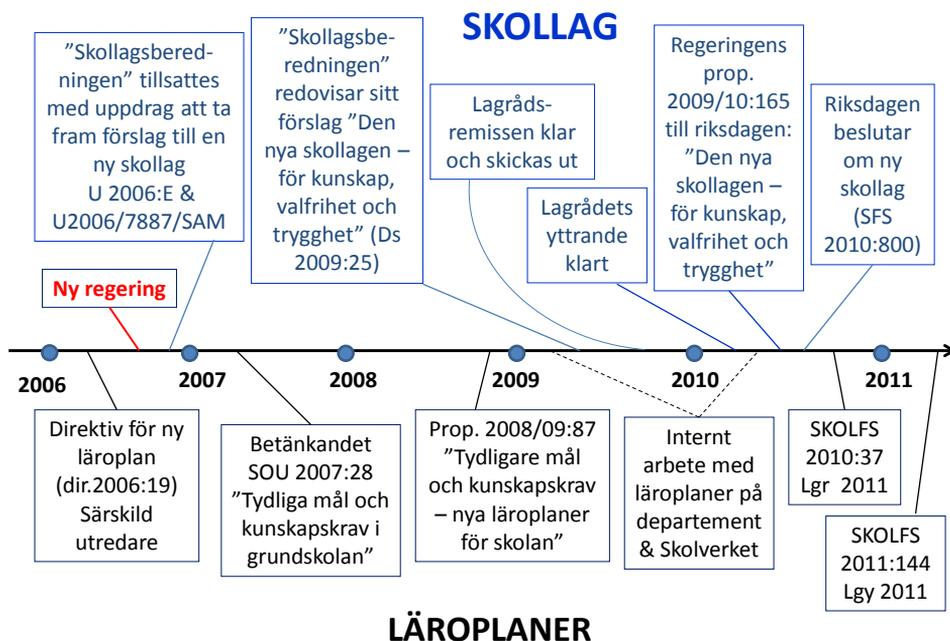 SKOLLAG
”Skollagsbered-
ningen” tillsattes
med uppdrag att ta
fram förslag till en
ny skollag
U 2006:E &
U2006/7887/SAM
”Skollagsbe-
redningen”
redovisar sitt
förslag ”Den
nya skollagen –
för kunskap,
valfrihet och
trygghet” (Ds
2009:25)
Lagråds-
remissen klar
och skickas ut
Lagrådets
yttrande
klart
Regeringens
prop.
2009/10:165
till riksdagen:
”Den nya
skollagen –
för kunskap,
valfrihet och
trygghet”
Riksdagen
beslutar
om ny
skollag
(SFS
2010:800)
Ny regering
2006
2007
2008
2009
2010
2011
Direktiv för ny
läroplan
(dir.2006:19)
Särskild
utredare
Betänkandet
SOU 2007:28
”Tydliga mål och
kunskapskrav i
grundskolan”
Prop. 2008/09:87
”Tydligare mål
och kunskapskrav
– nya läroplaner
för skolan”
Internt
arbete med
läroplaner på
departement
& Skolverket
SKOLFS
2010:37
Lgr 2011
SKOLFS
2011:144
Lgy 2011
LÄROPLANER